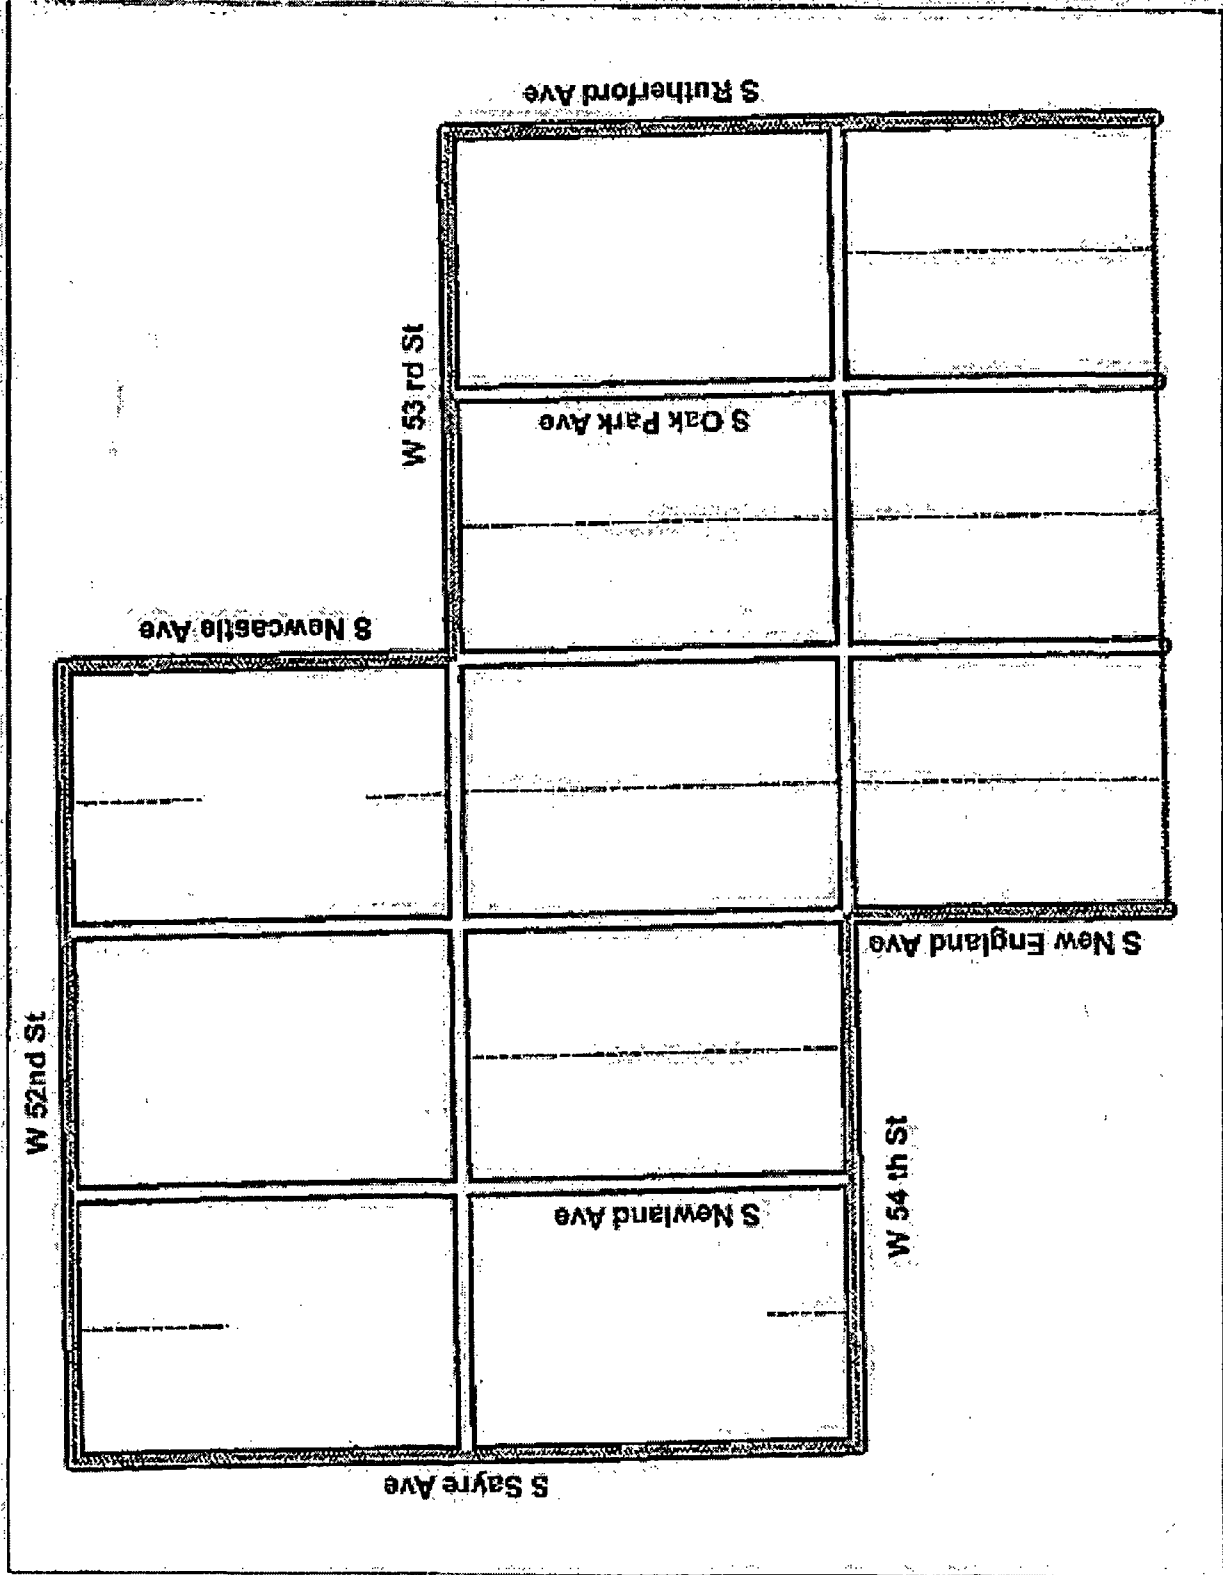 S Rutherford Ave
W 53 rd St
S Oak Park Ave
S Newcastle Ave
S New England Ave
W 52nd St
W 54 th St
S Newland Ave
S Sayre Ave